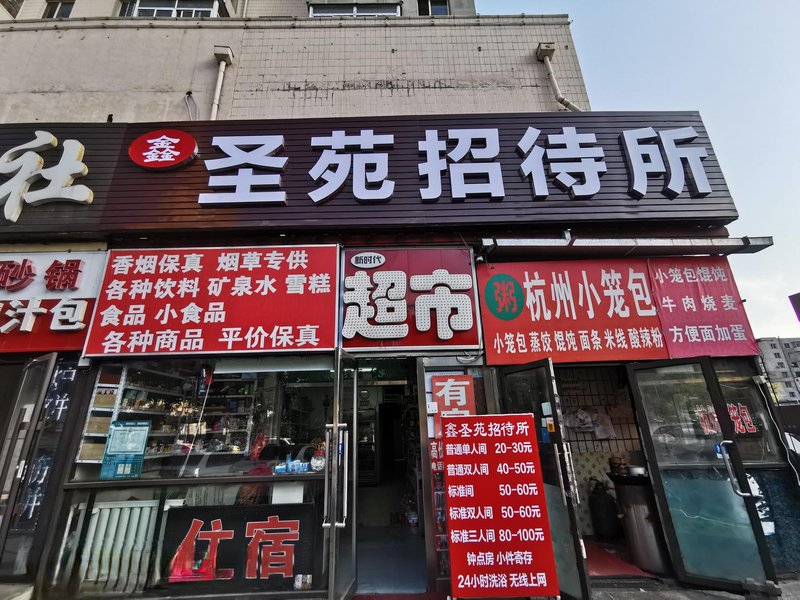 社
鑫 圣苑招待所
砂锅
汁包
香烟保真 烟草专供
各种饮料 矿泉水 雪糕
食品 小食品
各种商品 平价保真
新时代
超市
粥 杭州小笼包
小笼包 蒸饺 馄饨 面条 米线 酸辣粉
小笼包馄饨
牛肉烧麦
方便面加蛋
有
住宿
鑫圣苑招待所
普通单人间 20-30元
普通双人间 40-50元
标准间 50-60元
标准双人间 50-60元
标准三人间 80-100元
钟点房 小件寄存
24小时洗浴 无线上网
杭州小笼包